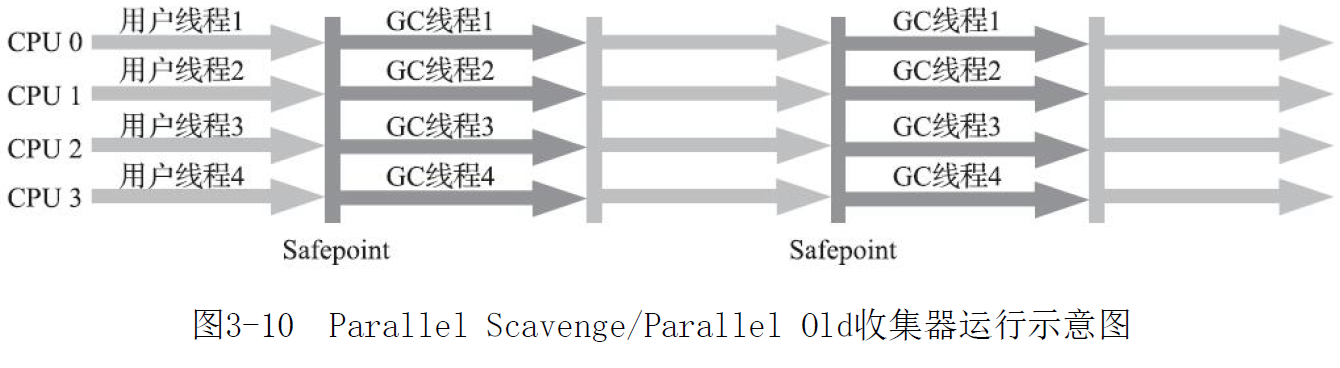 用户线程1 GC线程1 GC线程1
CPU 0
用户线程2 GC线程2 GC线程2
CPU 1
用户线程3 GC线程3 GC线程3
CPU 2
用户线程4 GC线程4 GC线程4
CPU 3
Safepoint Safepoint
图3-10 Parallel Scavenge/Parallel Old收集器运行示意图